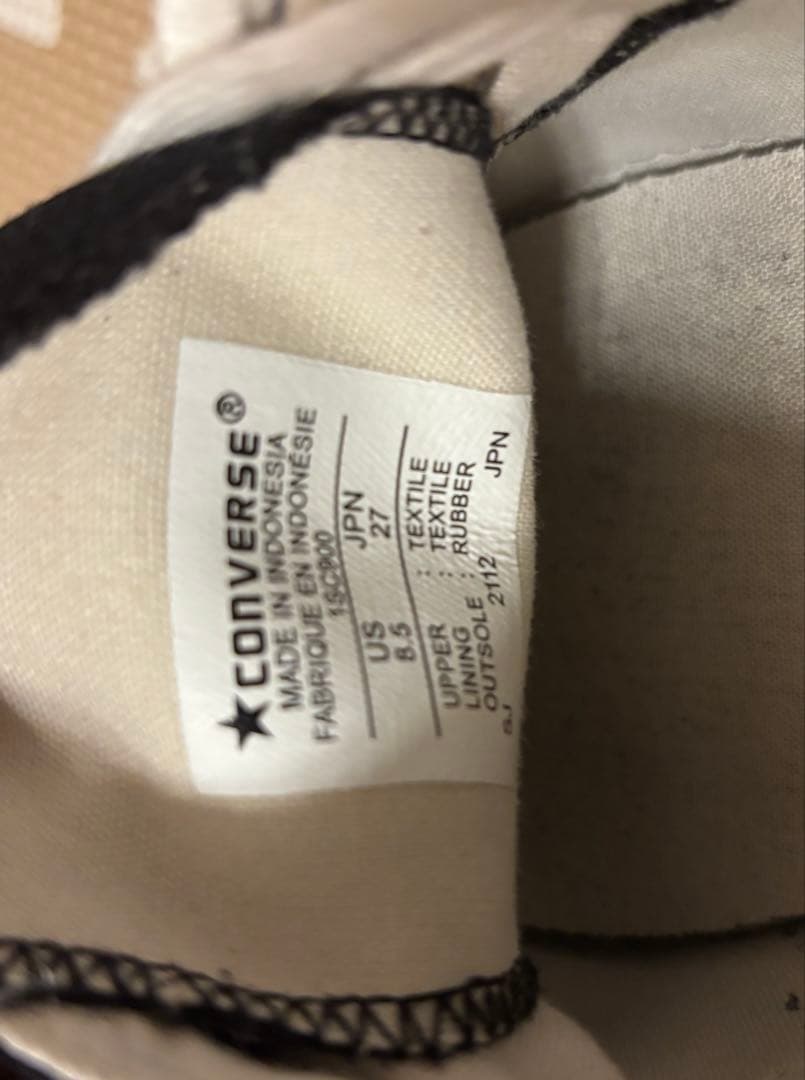 ★CONVERSE®
MADE IN INDONESIA
FABRIQUE EN INDONÉSIE
1SC900
US JPN
8.5 27
UPPER : TEXTILE
LINING : TEXTILE
OUTSOLE : RUBBER
2112 JPN